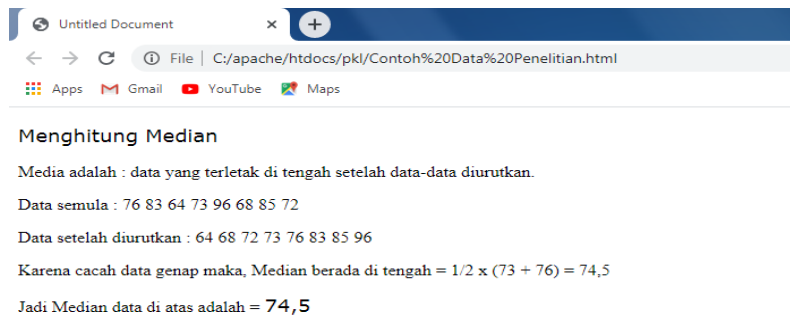 Untitled Document
File | C:/apache/htdocs/pkl/Contoh%20Data%20Penelitian.html
Apps Gmail YouTube Maps
Menghitung Median
Media adalah : data yang terletak di tengah setelah data-data diurutkan.
Data semula : 76 83 64 73 96 68 85 72
Data setelah diurutkan : 64 68 72 73 76 83 85 96
Karena cacah data genap maka, Median berada di tengah = 1/2 x (73 + 76) = 74,5
Jadi Median data di atas adalah = 74,5